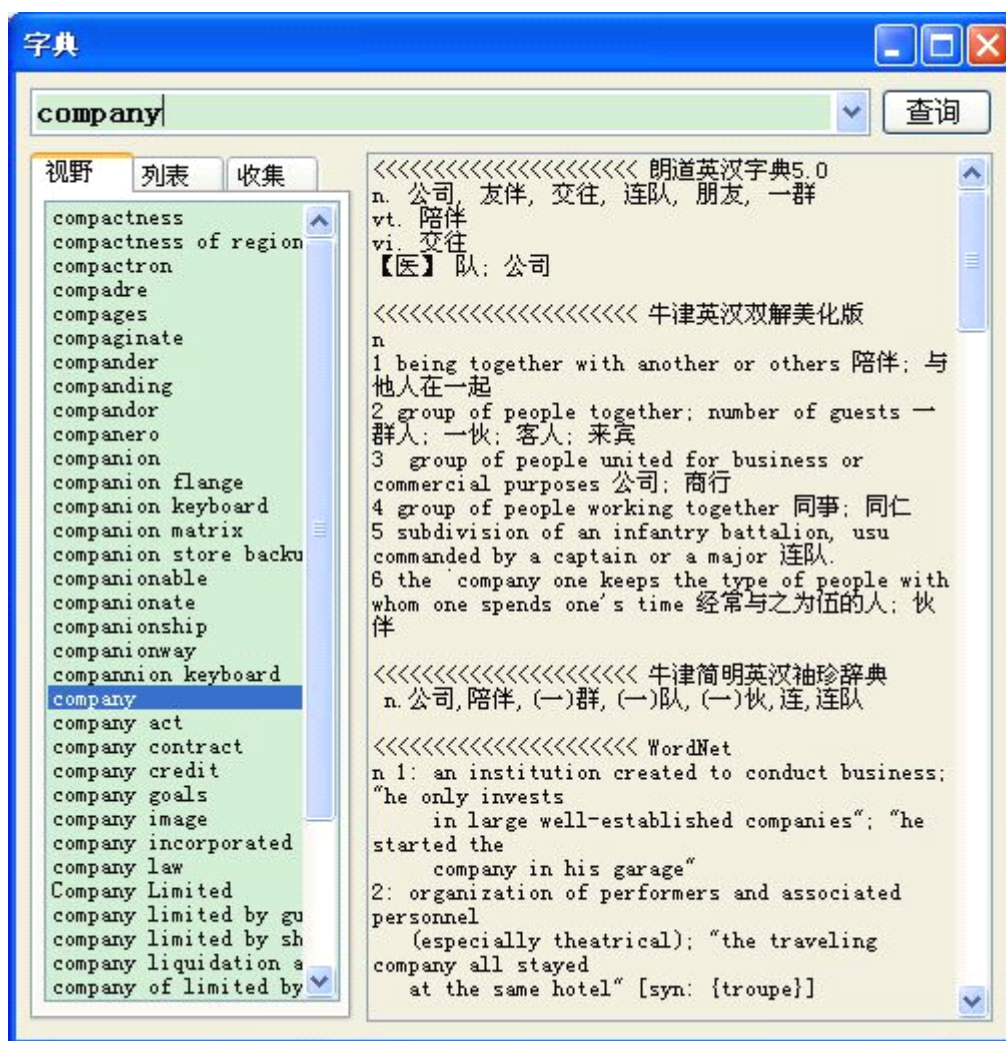 字典
company
查询
视野 列表 收集
compactness
compactness of region
compactron
compadre
compages
compaginate
compander
companding
compandor
companero
companion
companion flange
companion keyboard
companion matrix
companion store backu
companionable
companionate
companionship
companionway
compannion keyboard
company
company act
company contract
company credit
company goals
company image
company incorporated
company law
Company Limited
company limited by gu
company limited by sh
company liquidation a
company of limited by
<<<<<<<<<<<<<<<<<<<<<< 朗道英汉字典5.0
n. 公司, 友伴, 交往, 连队, 朋友, 一群
vt. 陪伴
vi. 交往
【医】 队; 公司
<<<<<<<<<<<<<<<<<<<<<< 牛津英汉双解美化版
n
1 being together with another or others 陪伴; 与
他人在一起
2 group of people together; number of guests 一
群人; 一伙; 客人; 来宾
3  group of people united for business or
commercial purposes 公司; 商行
4 group of people working together 同事; 同仁
5 subdivision of an infantry battalion, usu
commanded by a captain or a major 连队.
6 the ˈcompany one keeps the type of people with
whom one spends one's time 经常与之为伍的人; 伙
伴
<<<<<<<<<<<<<<<<<<<<<< 牛津简明英汉袖珍辞典
n.公司,陪伴,(一)群,(一)队,(一)伙,连,连队
<<<<<<<<<<<<<<<<<<<<<< WordNet
n 1: an institution created to conduct business;
"he only invests
in large well-established companies"; "he
started the
company in his garage"
2: organization of performers and associated
personnel
(especially theatrical); "the traveling
company all stayed
at the same hotel" [syn: {troupe}]